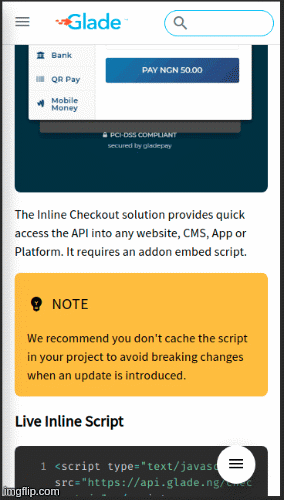 Glade
Bank
PAY NGN 50.00
QR Pay
Mobile
Money
PCI-DSS COMPLIANT
secured by gladepay
The Inline Checkout solution provides quick
access the API into any website, CMS, App or
Platform. It requires an addon embed script.
NOTE
We recommend you don't cache the script
in your project to avoid breaking changes
when an update is introduced.
Live Inline Script
1 <script type="text/javasc
src="https://api.glade.ng/chec
imgflip.com